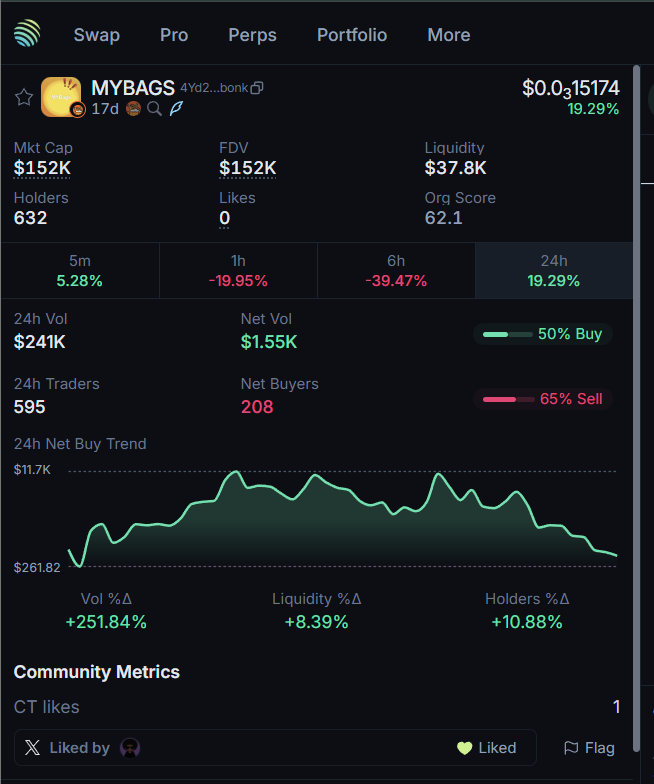 Swap Pro Perps Portfolio More
MYBAGS 4Yd2...bonk $0.0₃15174
17d 19.29%
Mkt Cap FDV Liquidity
$152K $152K $37.8K
Holders Likes Org Score
632 0 62.1
5m 1h 6h 24h
5.28% -19.95% -39.47% 19.29%
24h Vol Net Vol
$241K $1.55K 50% Buy
24h Traders Net Buyers
595 208 65% Sell
24h Net Buy Trend
$11.7K
$261.82
Vol %Δ Liquidity %Δ Holders %Δ
+251.84% +8.39% +10.88%
Community Metrics
CT likes 1
Liked by Liked Flag